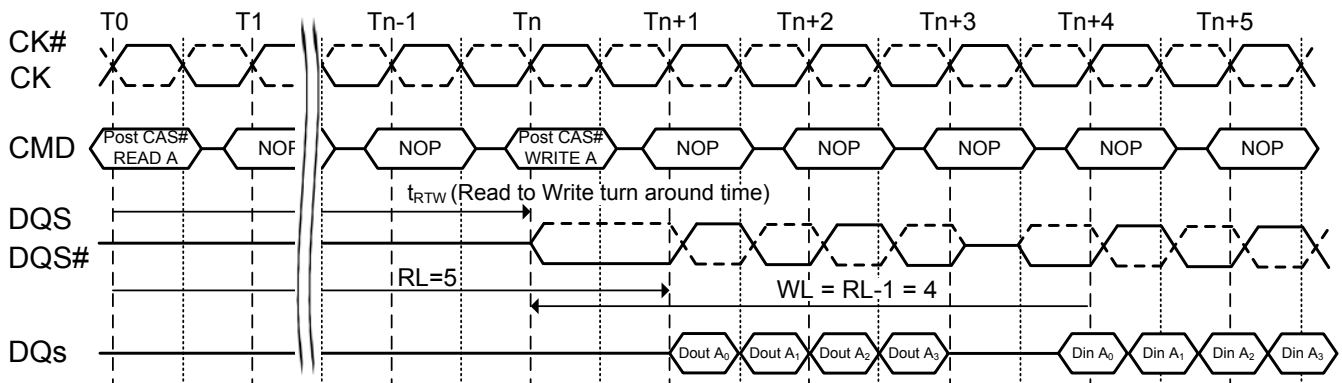 T0 T1 Tn-1 Tn Tn+1 Tn+2 Tn+3 Tn+4 Tn+5
CK#
CK
CMD
Post CAS#
READ A
NOP
NOP
Post CAS#
WRITE A
NOP
NOP
NOP
NOP
NOP
tRTW (Read to Write turn around time)
DQS
DQS#
RL=5
WL = RL-1 = 4
DQs
Dout A0 Dout A1 Dout A2 Dout A3 Din A0 Din A1 Din A2 Din A3